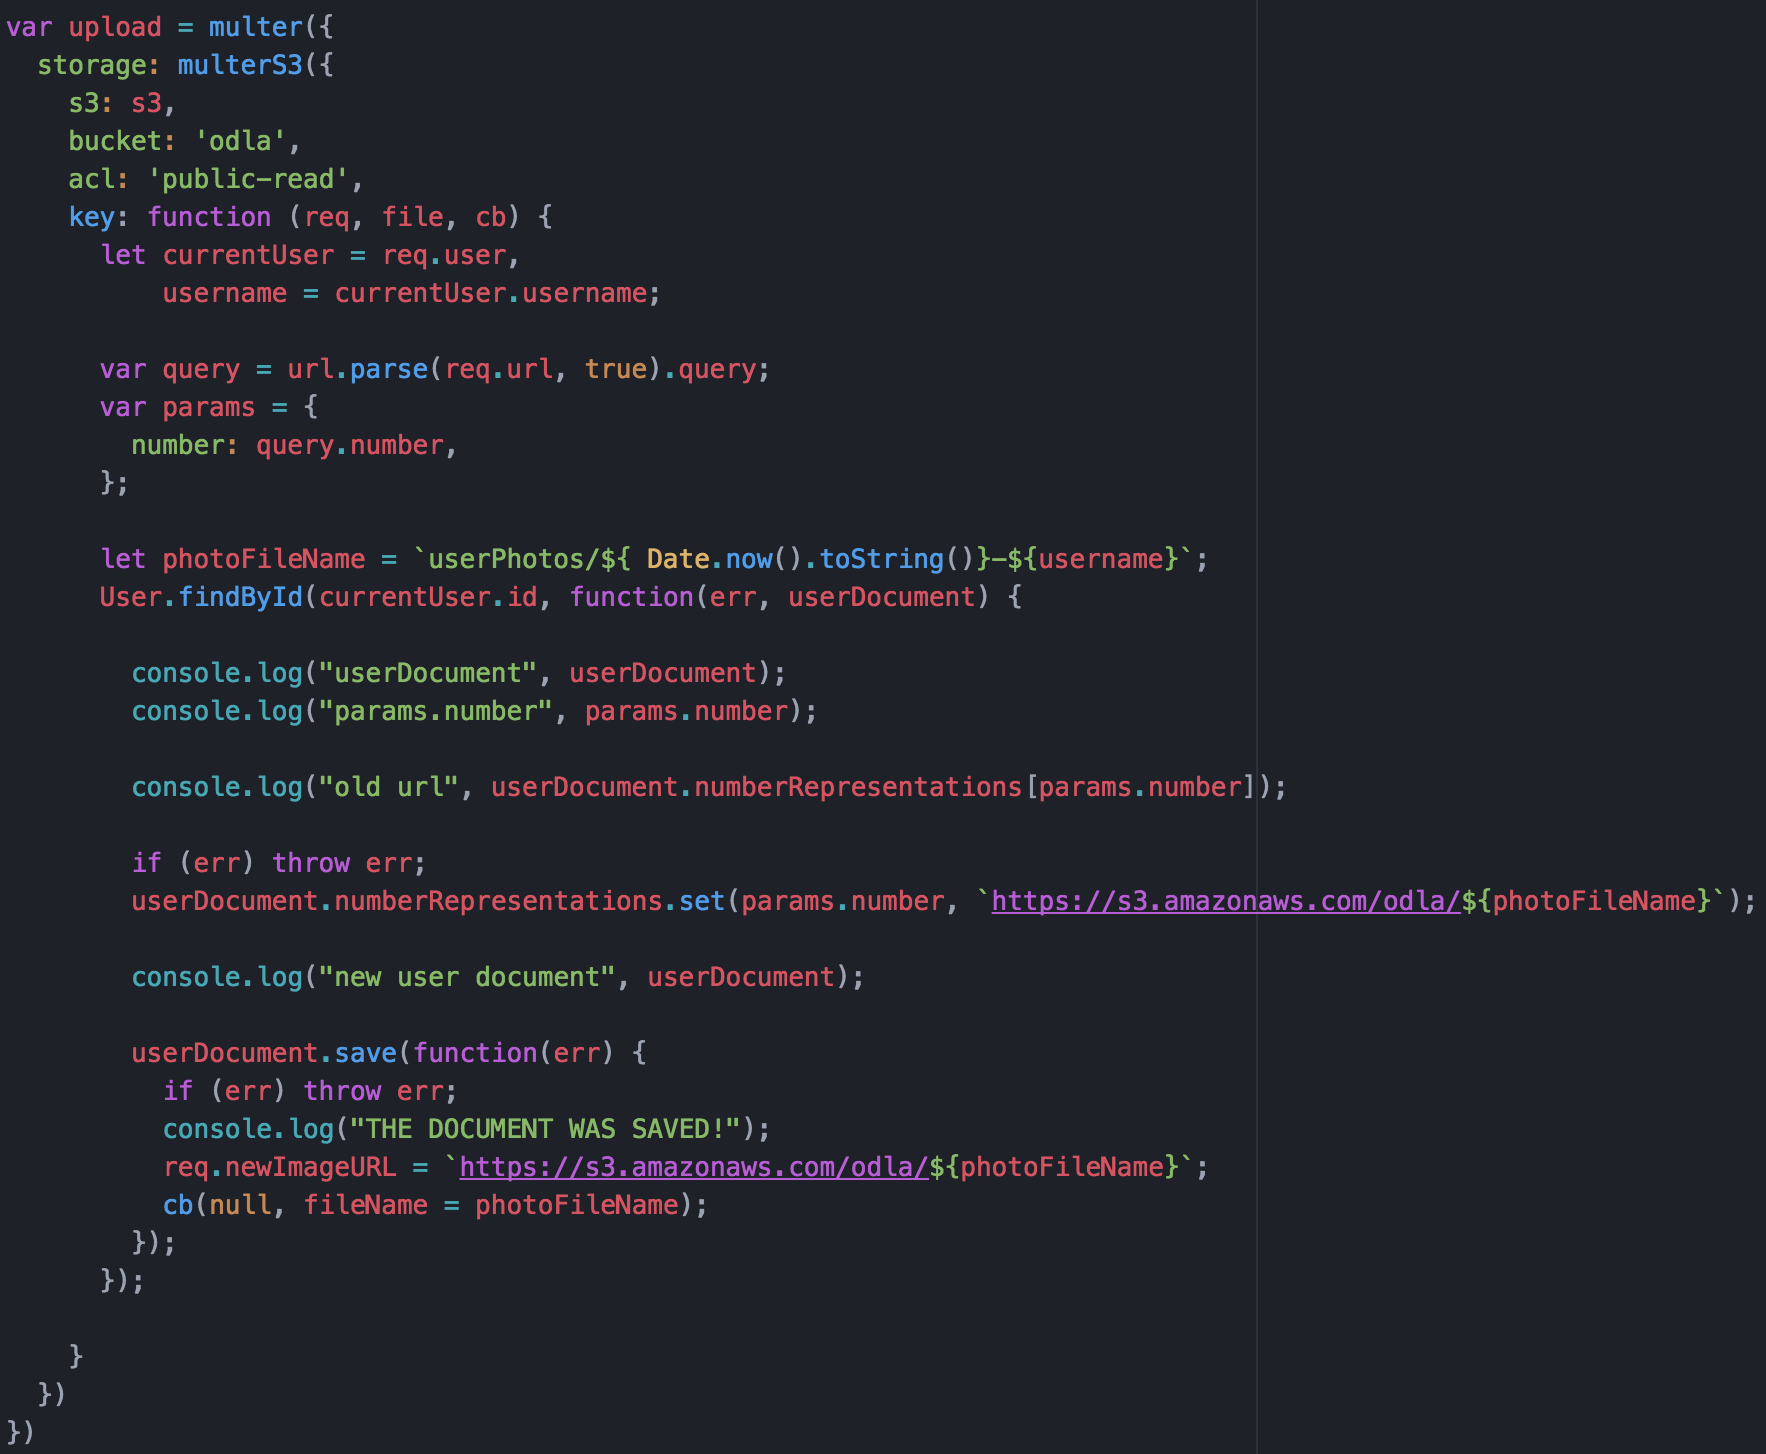 var upload = multer({
  storage: multerS3({
    s3: s3,
    bucket: 'odla',
    acl: 'public-read',
    key: function (req, file, cb) {
      let currentUser = req.user,
          username = currentUser.username;

      var query = url.parse(req.url, true).query;
      var params = {
        number: query.number,
      };

      let photoFileName = `userPhotos/${ Date.now().toString()}-${username}`;
      User.findById(currentUser.id, function(err, userDocument) {

        console.log("userDocument", userDocument);
        console.log("params.number", params.number);

        console.log("old url", userDocument.numberRepresentations[params.number]);

        if (err) throw err;
        userDocument.numberRepresentations.set(params.number, `https://s3.amazonaws.com/odla/${photoFileName}`);

        console.log("new user document", userDocument);

        userDocument.save(function(err) {
          if (err) throw err;
          console.log("THE DOCUMENT WAS SAVED!");
          req.newImageURL = `https://s3.amazonaws.com/odla/${photoFileName}`;
          cb(null, fileName = photoFileName);
        });
      });

    }
  })
})